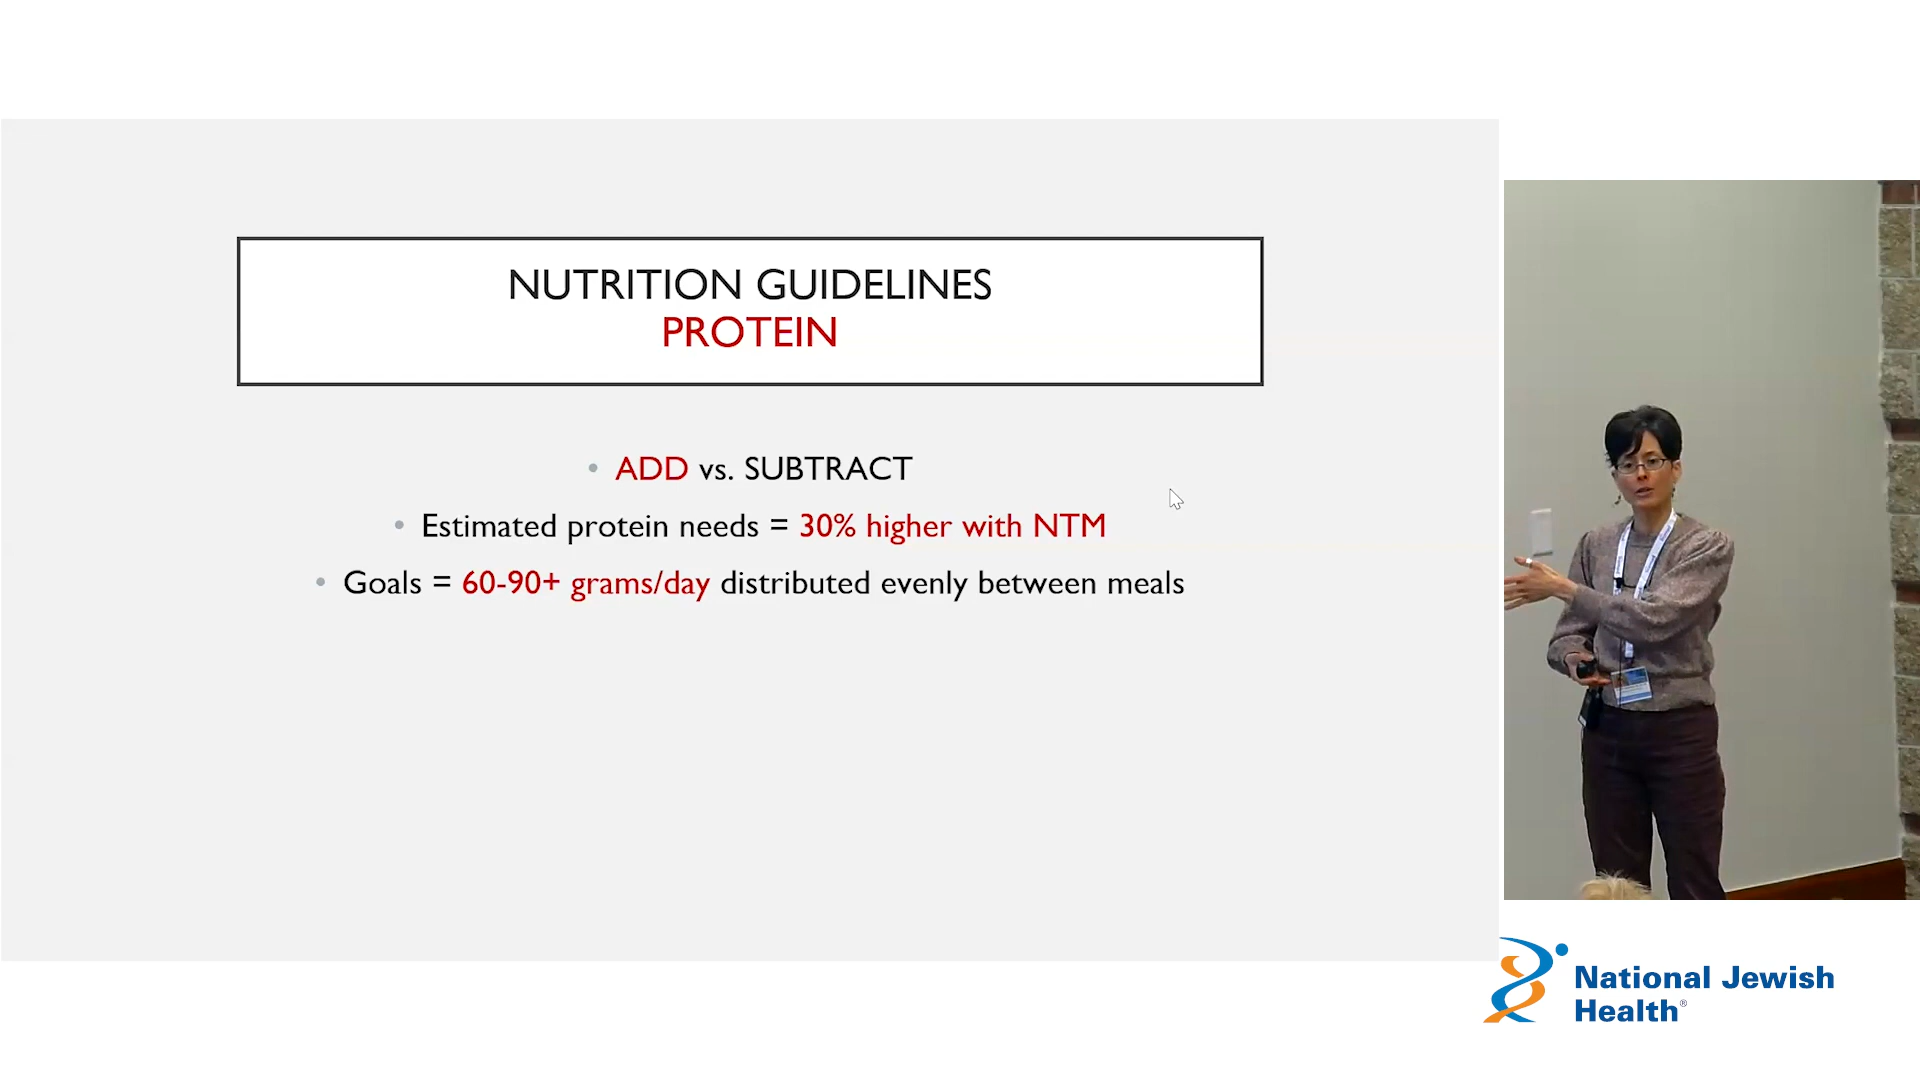 NUTRITION GUIDELINES
PROTEIN
• ADD vs. SUBTRACT
• Estimated protein needs = 30% higher with NTM
• Goals = 60-90+ grams/day distributed evenly between meals
National Jewish
Health®